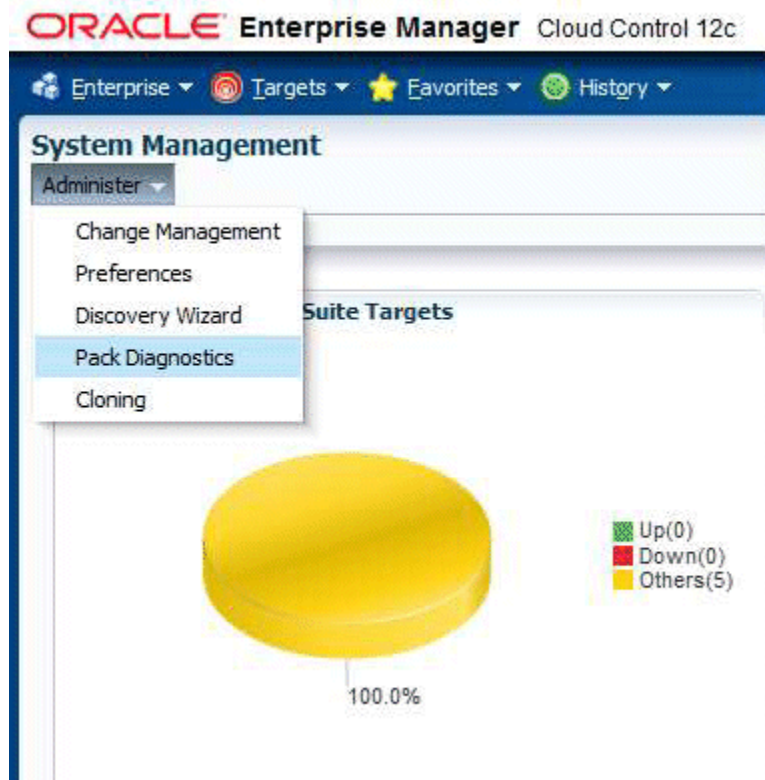 ORACLE Enterprise Manager Cloud Control 12c
Enterprise Targets Favorites History
System Management
Administer
Change Management
Preferences
Discovery Wizard
Suite Targets
Pack Diagnostics
Cloning
Up(0)
Down(0)
Others(5)
100.0%